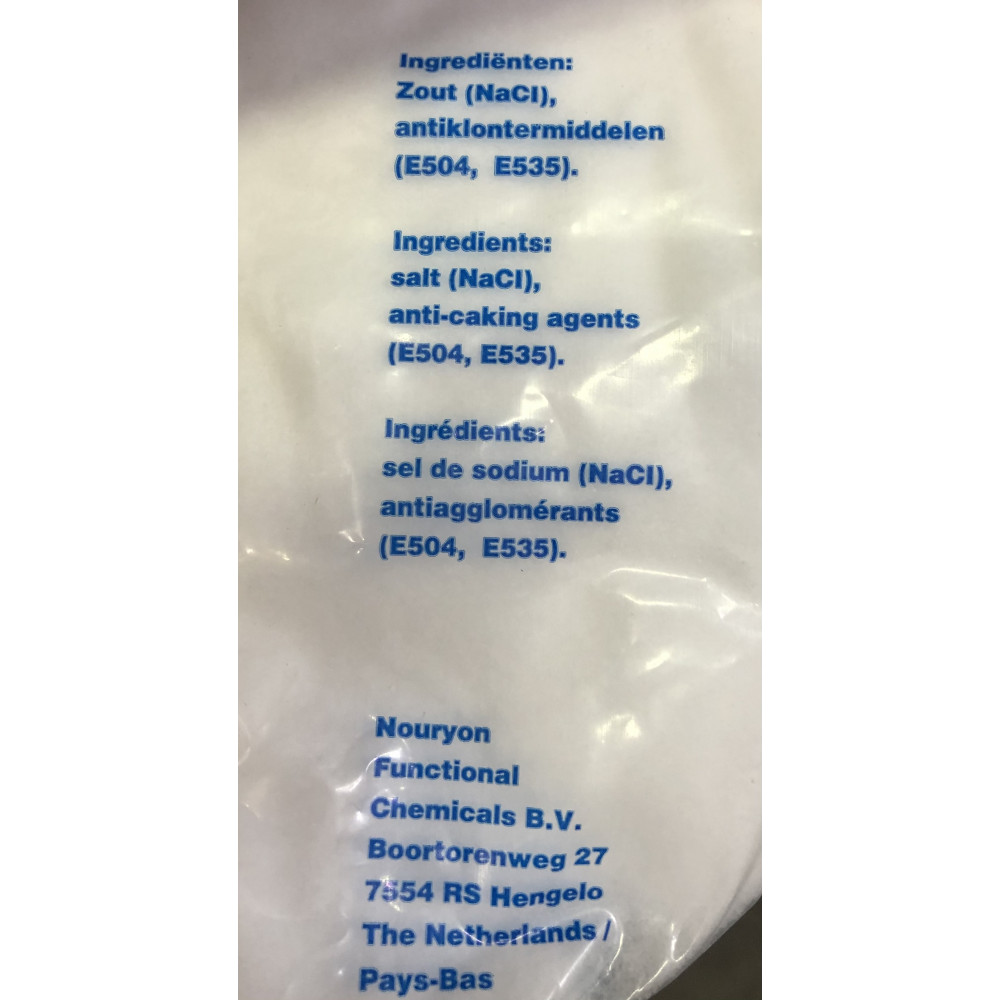 Ingrediënten:
Zout (NaCl),
antiklontermiddelen
(E504, E535).
Ingredients:
salt (NaCl),
anti-caking agents
(E504, E535).
Ingrédients:
sel de sodium (NaCl),
antiagglomérants
(E504, E535).
Nouryon
Functional
Chemicals B.V.
Boortorenweg 27
7554 RS Hengelo
The Netherlands /
Pays-Bas